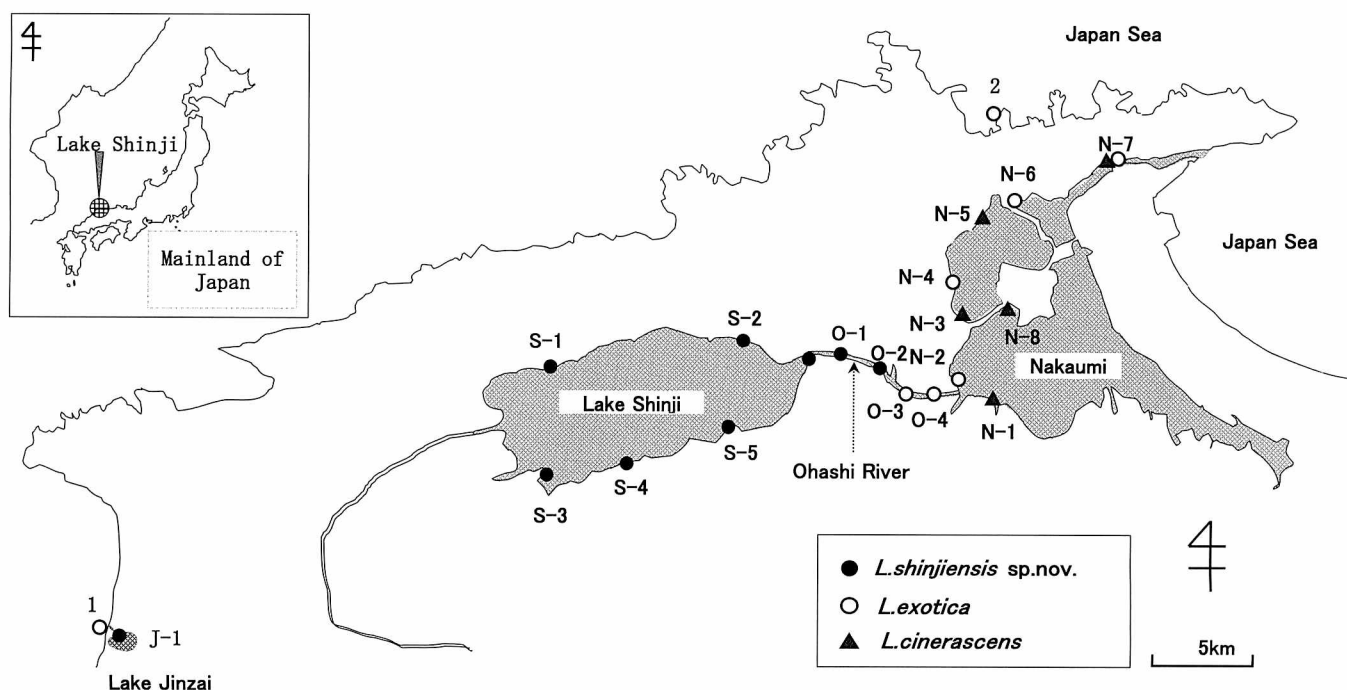 Japan Sea
2
Lake Shinji
N-7
N-6
N-5
Japan Sea
Mainland of
Japan
N-4
N-3
N-8
S-2
O-1
S-1
O-2
N-2
Nakaumi
Lake Shinji
O-3
O-4
N-1
S-5
Ohashi River
S-4
S-3
L.shinjiensis sp.nov.
L.exotica
L.cinerascens
5km
1
J-1
Lake Jinzai